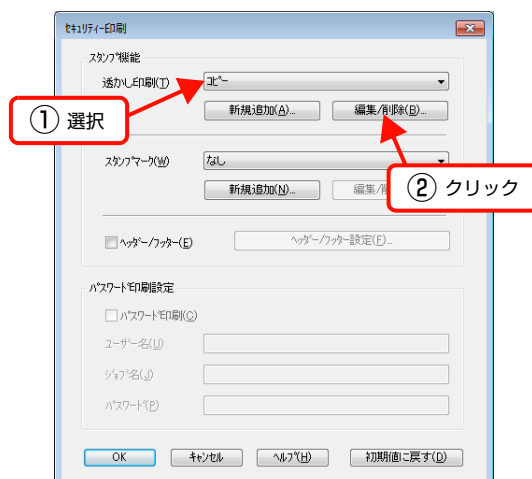 セキュリティー印刷
スタンプ機能
透かし印刷(T) コピー
① 選択
新規追加(A)... 編集/削除(B)...
スタンプマーク(W) なし
② クリック
新規追加(N)... 編集/削
ヘッダー/フッター(E) ヘッダー/フッター設定(F)...
パスワード印刷設定
パスワード印刷(C)
ユーザー名(U)
ジョブ名(J)
パスワード(P)
OK キャンセル ヘルプ(H) 初期値に戻す(D)